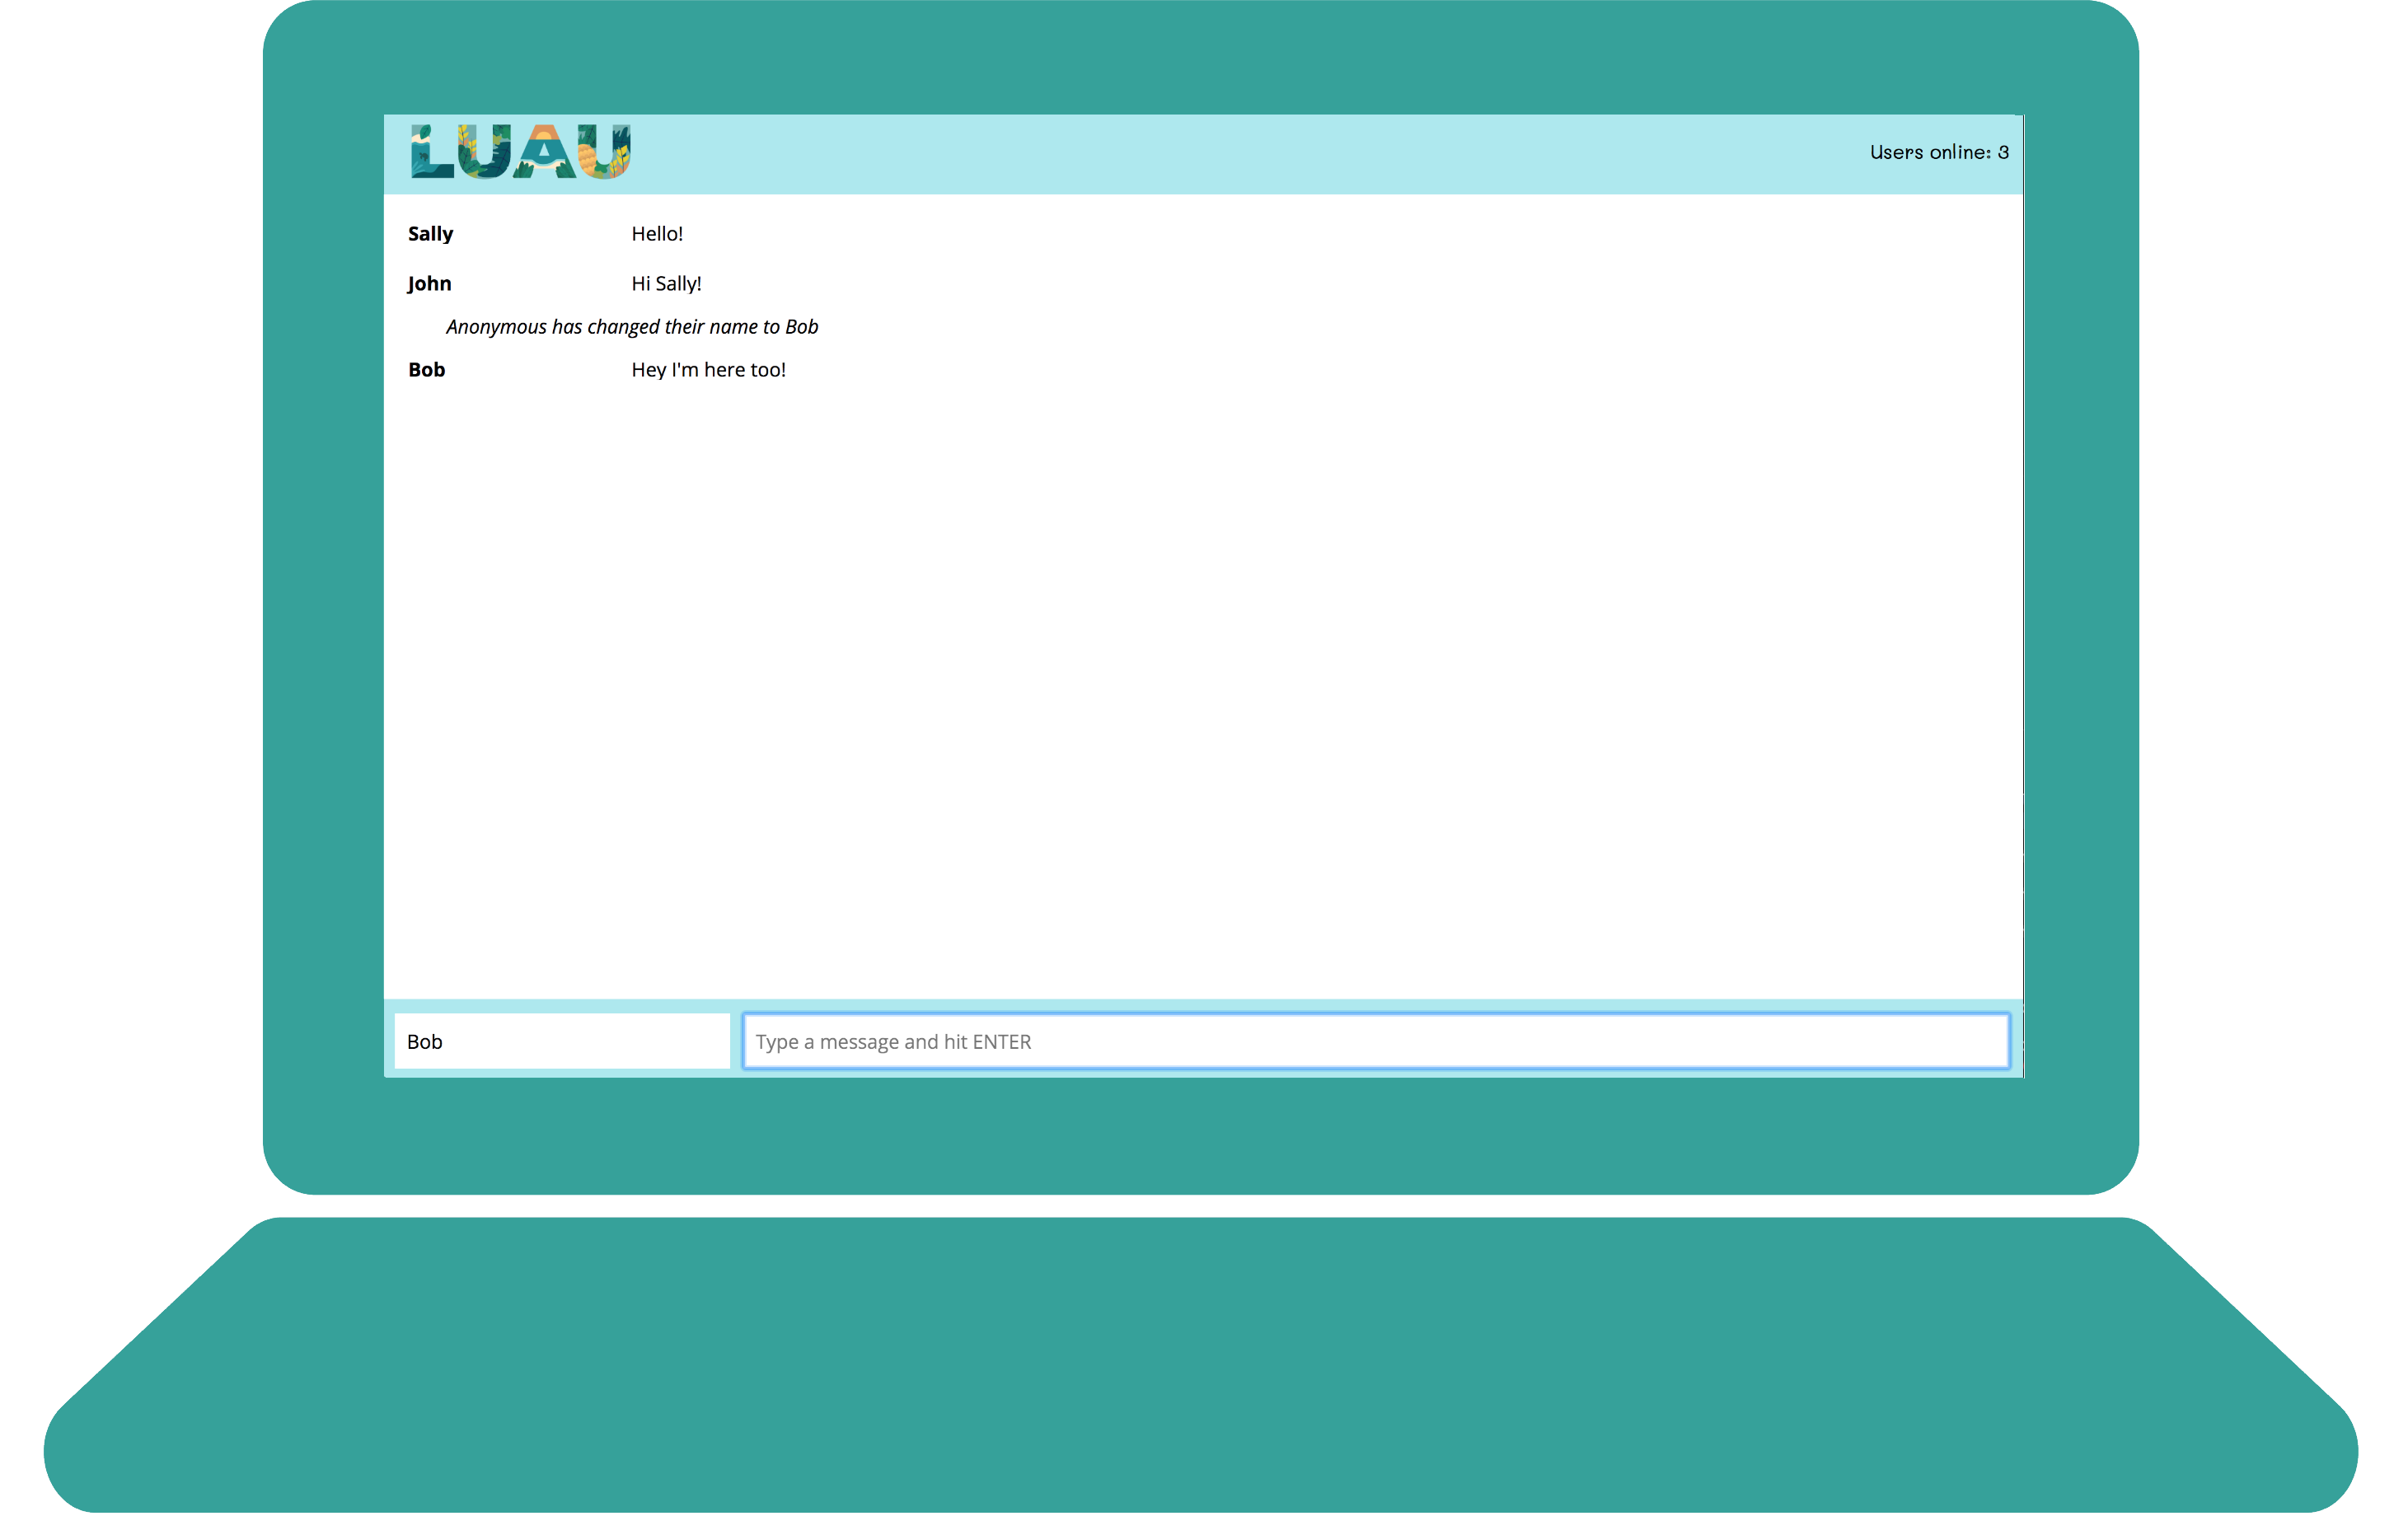 LUAU
Users online: 3
Sally Hello!
John Hi Sally!
Anonymous has changed their name to Bob
Bob Hey I'm here too!
Bob
Type a message and hit ENTER